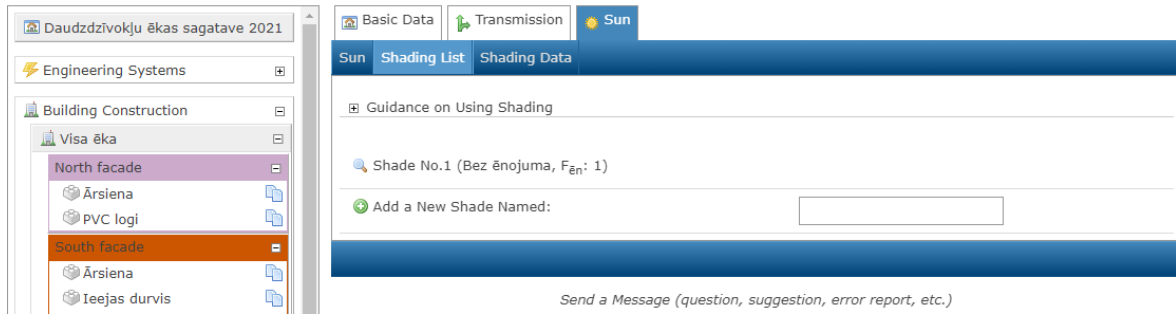 Daudzdzīvokļu ēkas sagatave 2021
Engineering Systems
Building Construction
Visa ēka
North facade
Ārsiena
PVC logi
South facade
Ārsiena
Ieejas durvis
Basic Data Transmission Sun
Sun Shading List Shading Data
Guidance on Using Shading
Shade No.1 (Bez ēnojuma, Fēn: 1)
Add a New Shade Named:
Send a Message (question, suggestion, error report, etc.)